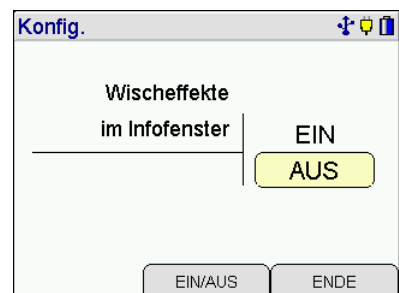 Konfig.
Wischeffekte
im Infofenster
EIN
AUS
EIN/AUS
ENDE